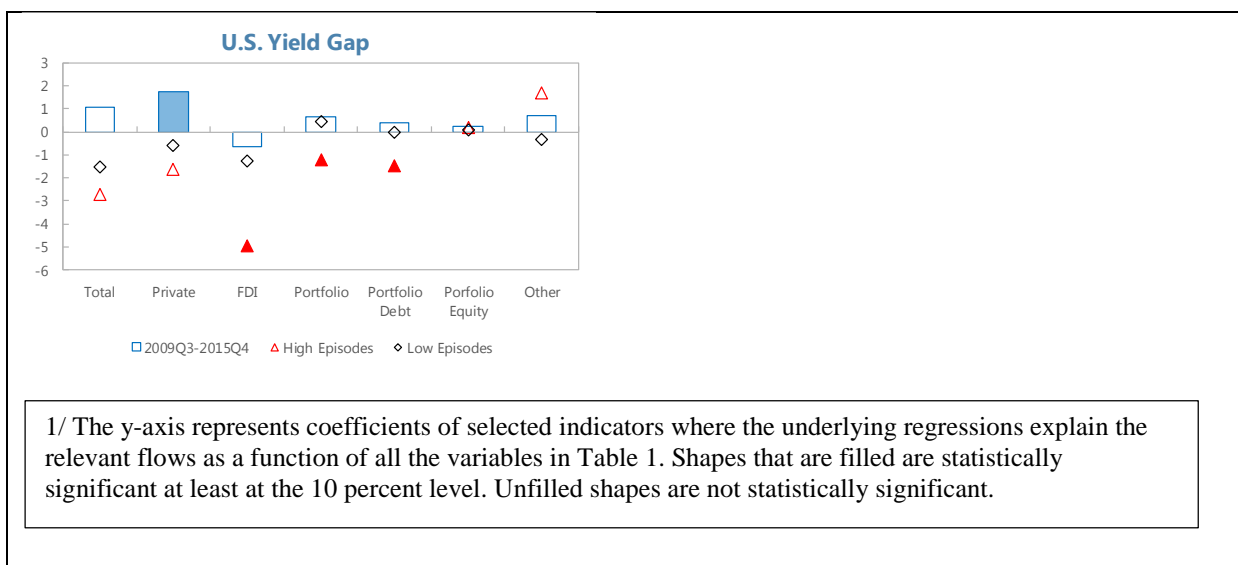 U.S. Yield Gap
3
2
1
0
-1
-2
-3
-4
-5
-6
Total Private FDI Portfolio Portfolio Debt Porfolio Equity Other
2009Q3-2015Q4 High Episodes Low Episodes
1/ The y-axis represents coefficients of selected indicators where the underlying regressions explain the
relevant flows as a function of all the variables in Table 1. Shapes that are filled are statistically
significant at least at the 10 percent level. Unfilled shapes are not statistically significant.